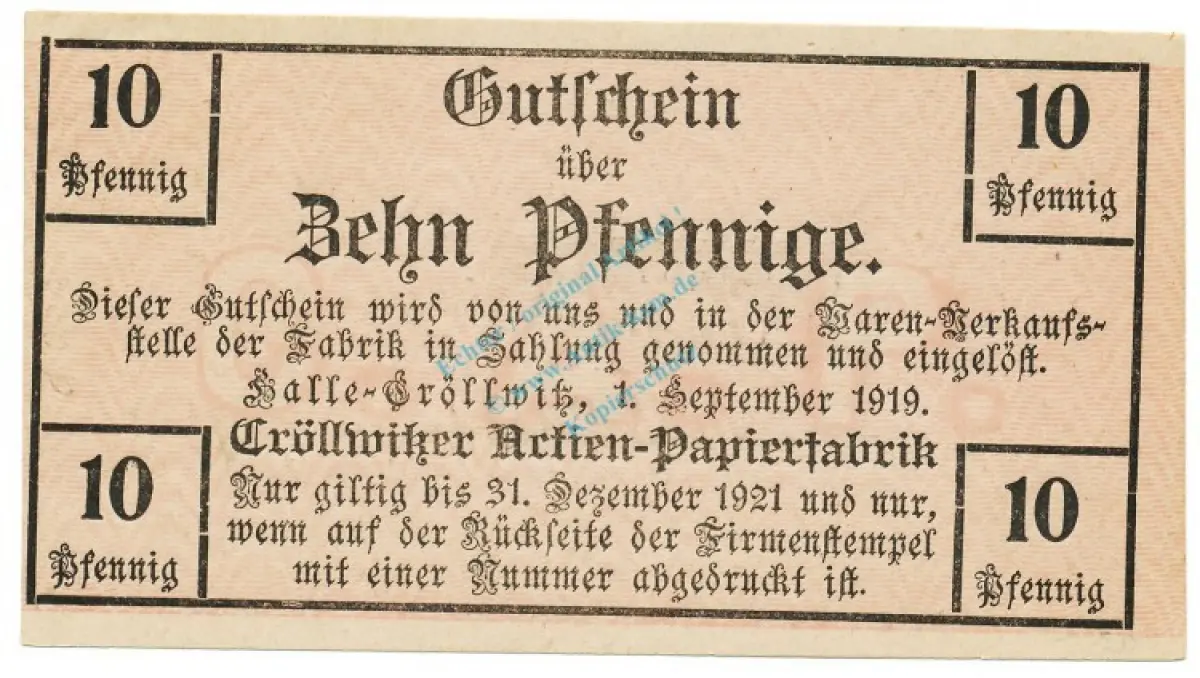 10
Pfennig
10
Pfennig
Gutschein
über
Zehn Pfennige.
Dieser Gutschein wird von uns und in der Waren-Verkaufs-
stelle der Fabrik in Zahlung genommen und eingelöst.
Halle-Cröllwitz, 1. September 1919.
Cröllwitzer Actien-Papierfabrik
Nur giltig bis 31. Dezember 1921 und nur,
wenn auf der Rückseite der Firmenstempel
mit einer Nummer abgedruckt ist.
10
Pfennig
10
Pfennig